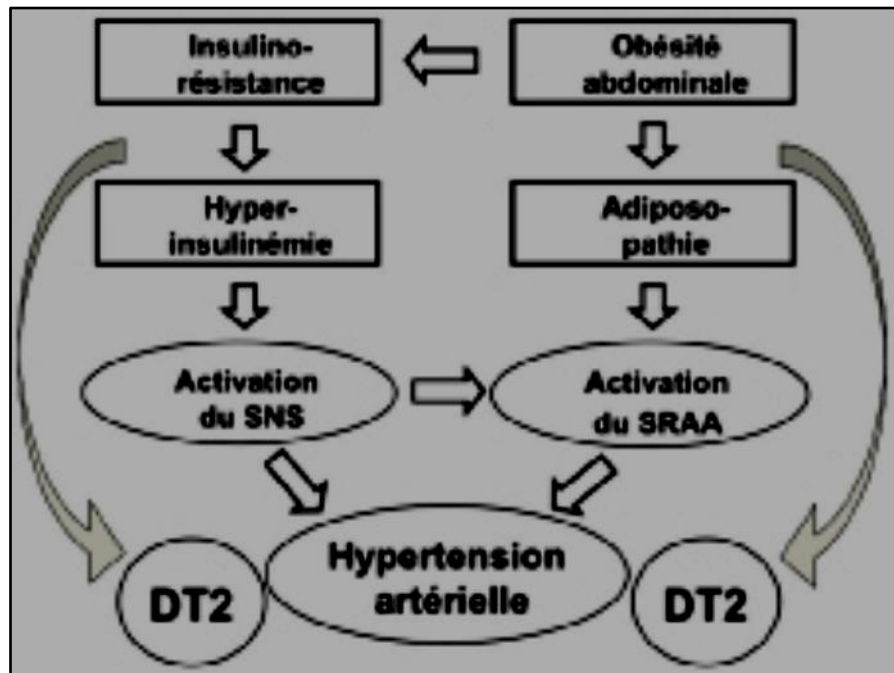 Insulino-
résistance
Obésité
abdominale
Hyper-
insulinémie
Adiposo-
pathie
Activation
du SNS
Activation
du SRAA
Hypertension
artérielle
DT2
DT2